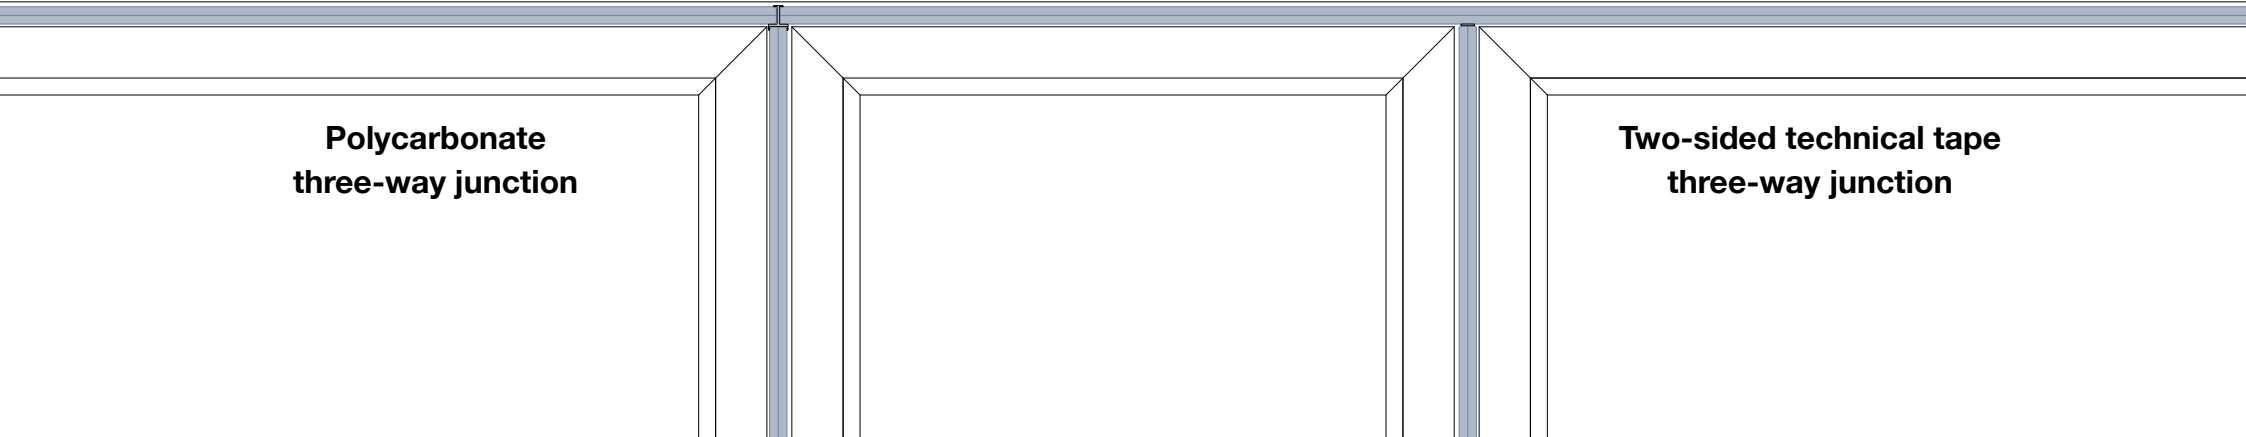 Polycarbonate
three-way junction
Two-sided technical tape
three-way junction